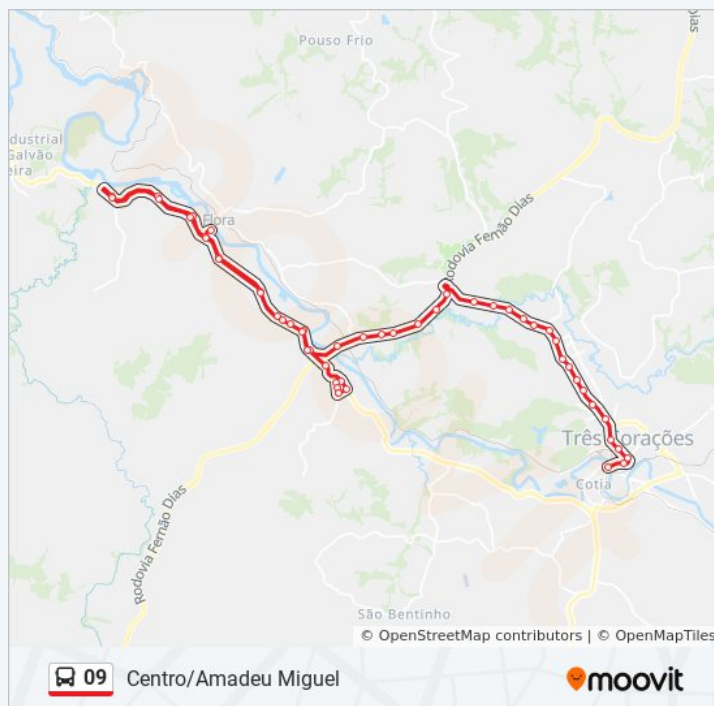 Pouso Frio
dustrial
Galvão
eira
Flora
Rodovia Fernão Dias
Três Corações
Cotia
Rodovia Fernão Dias
São Bentinho
© OpenStreetMap contributors | © OpenMapTiles
09 Centro/Amadeu Miguel
moovit